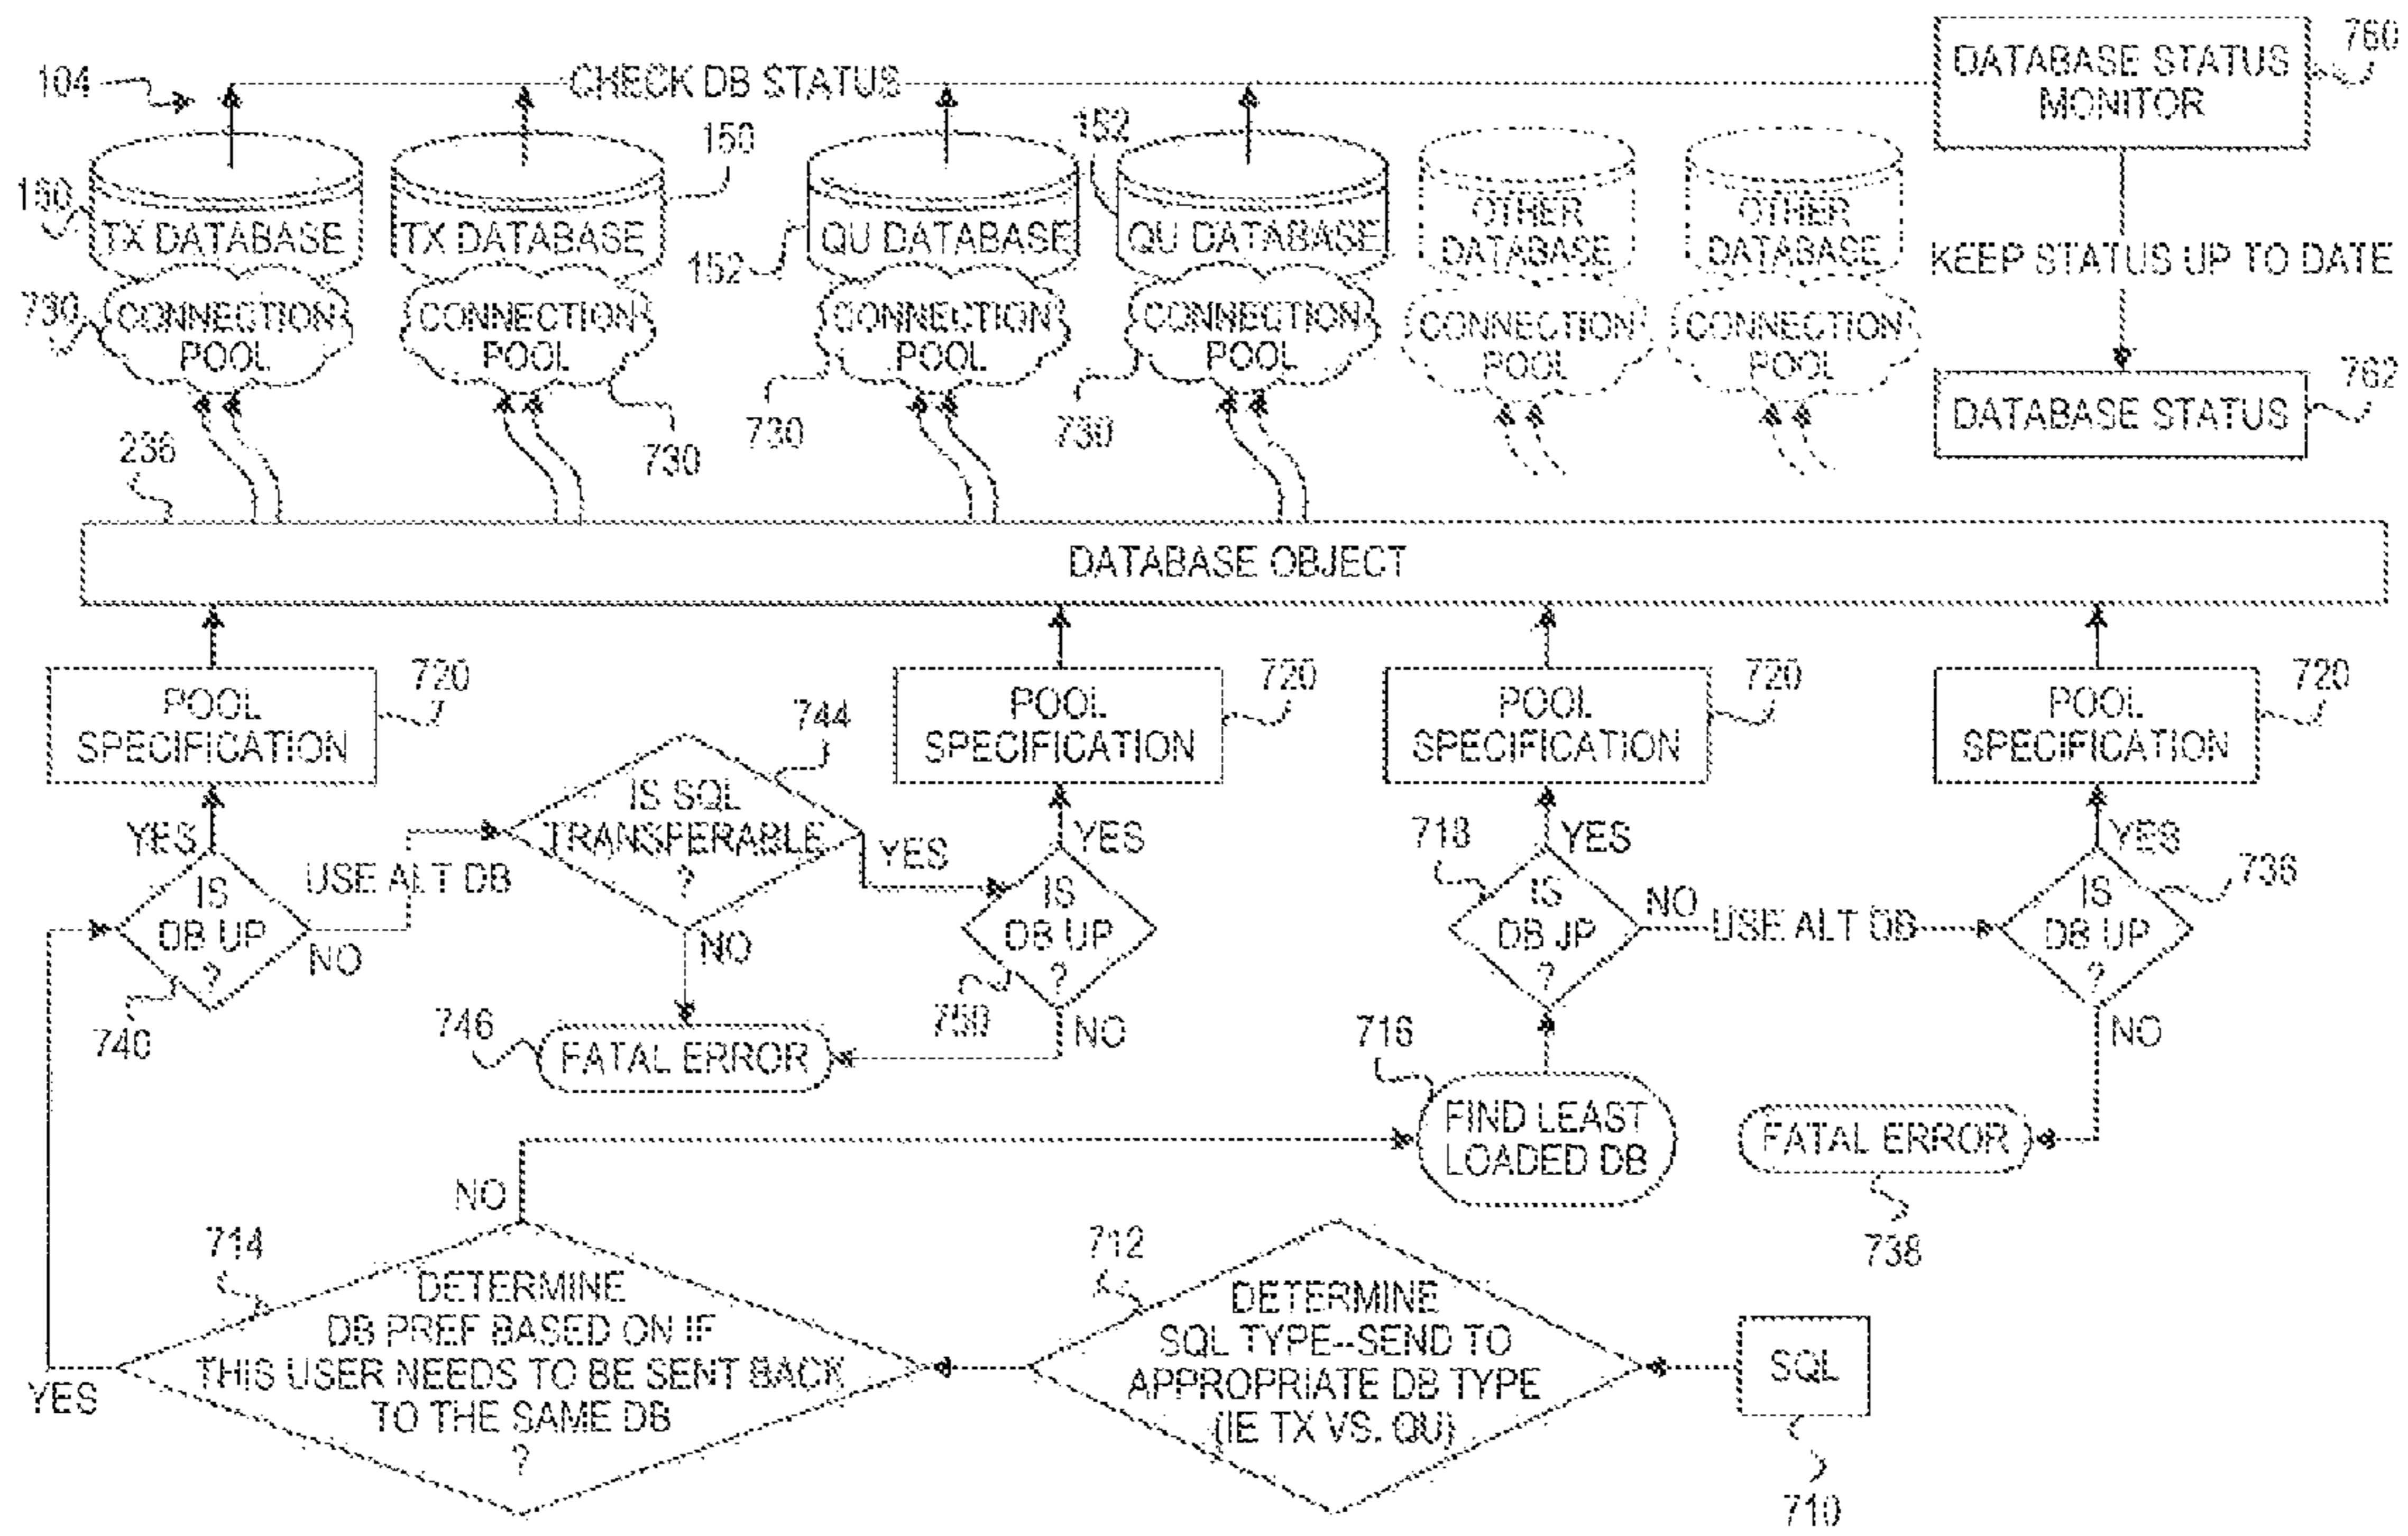 104
CHECK DB STATUS
DATABASE STATUS
MONITOR
760
150
150
152
152
TX DATABASE
TX DATABASE
QU DATABASE
QU DATABASE
OTHER
DATABASE
OTHER
DATABASE
KEEP STATUS UP TO DATE
730
CONNECTION
POOL
CONNECTION
POOL
CONNECTION
POOL
CONNECTION
POOL
CONNECTION
POOL
CONNECTION
POOL
730
730
730
DATABASE STATUS
762
236
DATABASE OBJECT
POOL
SPECIFICATION
720
POOL
SPECIFICATION
720
POOL
SPECIFICATION
720
POOL
SPECIFICATION
720
744
IS SQL
TRANSFERABLE
?
YES
USE ALT DB
YES
YES
718
YES
YES
736
IS
DB UP
?
NO
740
NO
IS
DB UP
?
750
NO
IS
DB UP
?
NO
USE ALT DB
IS
DB UP
?
NO
746
FATAL ERROR
716
FIND LEAST
LOADED DB
FATAL ERROR
738
NO
714
DETERMINE
DB PREF BASED ON IF
THIS USER NEEDS TO BE SENT BACK
TO THE SAME DB
?
YES
712
DETERMINE
SQL TYPE--SEND TO
APPROPRIATE DB TYPE
(IE TX VS. QU)
SQL
710